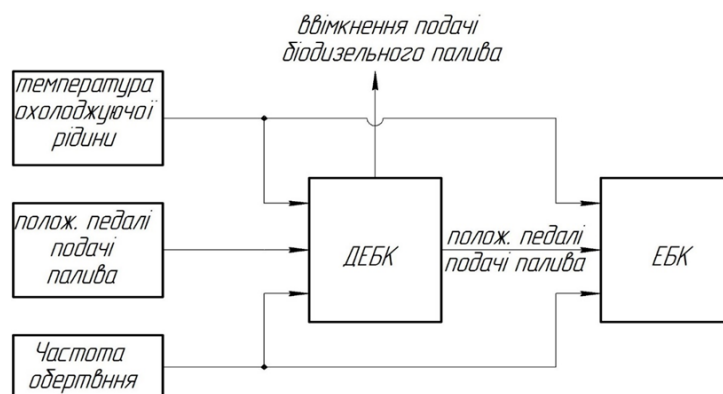 ввімкнення подачі
біодизельного палива
температура
охолоджуючої
рідини
полож. педалі
подачі
палива
ДЕБК
полож. педалі
подачі палива
ЕБК
Частота
обертвння